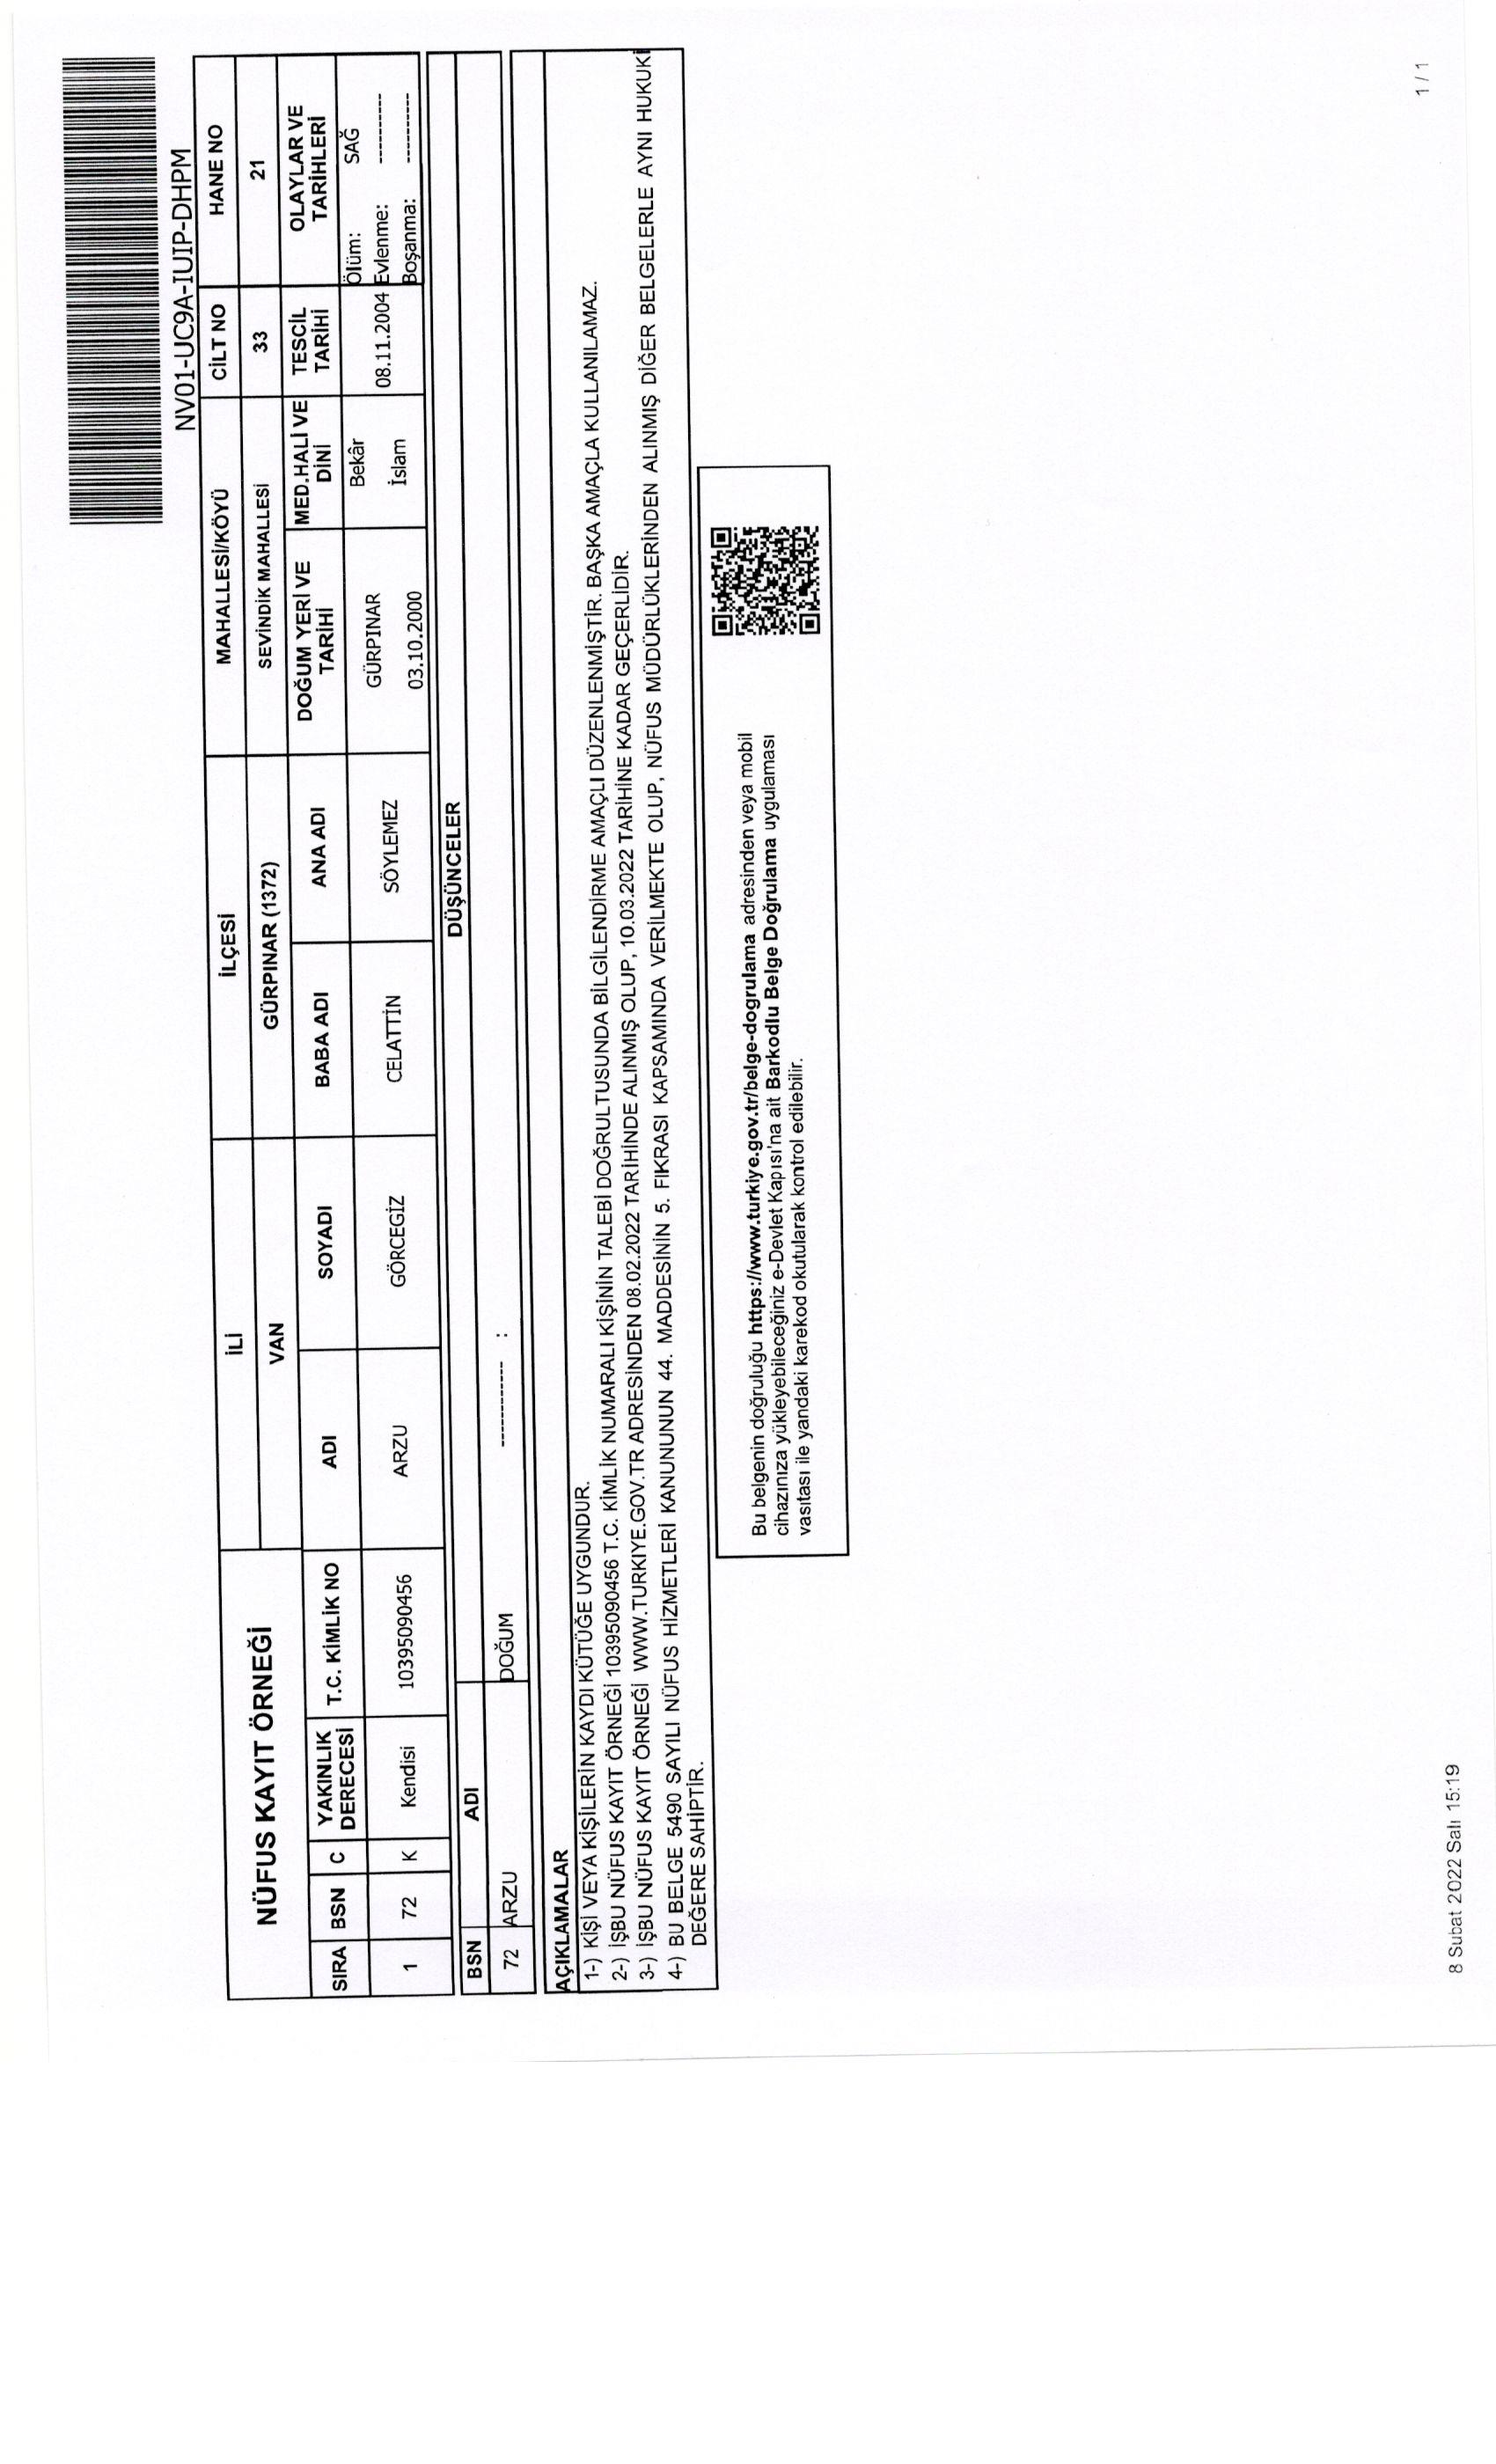 NV01-UC9A-IUIP-DHPM
NÜFUS KAYIT ÖRNEĞİ
İLİ
İLÇESİ
MAHALLESİ/KÖYÜ
CİLT NO
HANE NO
VAN
GÜRPINAR (1372)
SEVİNDİK MAHALLESİ
33
21
SIRA
BSN
C
YAKINLIK
DERECESİ
T.C. KİMLİK NO
ADI
SOYADI
BABA ADI
ANA ADI
DOĞUM YERİ VE
TARİHİ
MED.HALİ VE
DİNİ
TESCİL
TARİHİ
OLAYLAR VE
TARİHLERİ
1
72
K
Kendisi
10395090456
ARZU
GÖRCEGİZ
CELATTİN
SÖYLEMEZ
GÜRPINAR
03.10.2000
Bekâr
İslam
08.11.2004
Ölüm: SAĞ
Evlenme: ----------
Boşanma: ----------
BSN
ADI
DÜŞÜNCELER
72
ARZU
DOĞUM ------------ :
AÇIKLAMALAR
1-) KİŞİ VEYA KİŞİLERİN KAYDI KÜTÜĞE UYGUNDUR.
2-) İŞBU NÜFUS KAYIT ÖRNEĞİ 10395090456 T.C. KİMLİK NUMARALI KİŞİNİN TALEBİ DOĞRULTUSUNDA BİLGİLENDİRME AMAÇLI DÜZENLENMİŞTİR. BAŞKA AMAÇLA KULLANILAMAZ.
3-) İŞBU NÜFUS KAYIT ÖRNEĞİ WWW.TURKIYE.GOV.TR ADRESİNDEN 08.02.2022 TARİHİNDE ALINMIŞ OLUP, 10.03.2022 TARİHİNE KADAR GEÇERLİDİR.
4-) BU BELGE 5490 SAYILI NÜFUS HİZMETLERİ KANUNUNUN 44. MADDESİNİN 5. FIKRASI KAPSAMINDA VERİLMEKTE OLUP, NÜFUS MÜDÜRLÜKLERİNDEN ALINMIŞ DİĞER BELGELERLE AYNI HUKUKİ
DEĞERE SAHİPTİR.
Bu belgenin doğruluğu https://www.turkiye.gov.tr/belge-dogrulama adresinden veya mobil
cihazınıza yükleyebileceğiniz e-Devlet Kapısı'na ait Barkodlu Belge Doğrulama uygulaması
vasıtası ile yandaki karekod okutularak kontrol edilebilir.
1 / 1
8 Şubat 2022 Salı 15:19